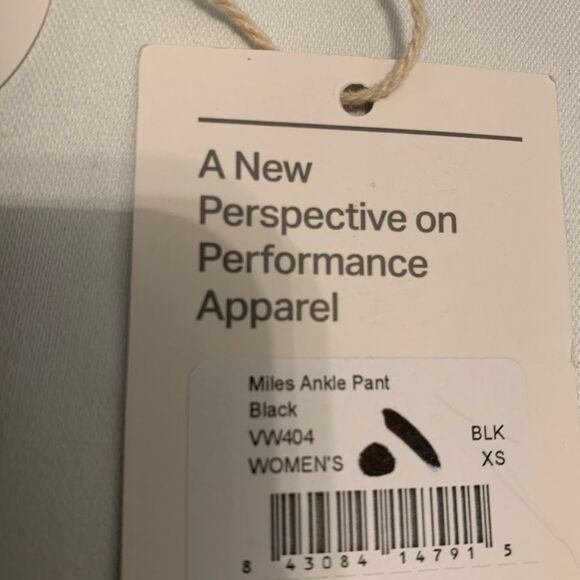 A New
Perspective on
Performance
Apparel
Miles Ankle Pant
Black
VW404 BLK
WOMEN'S XS
8 43084 14791 5